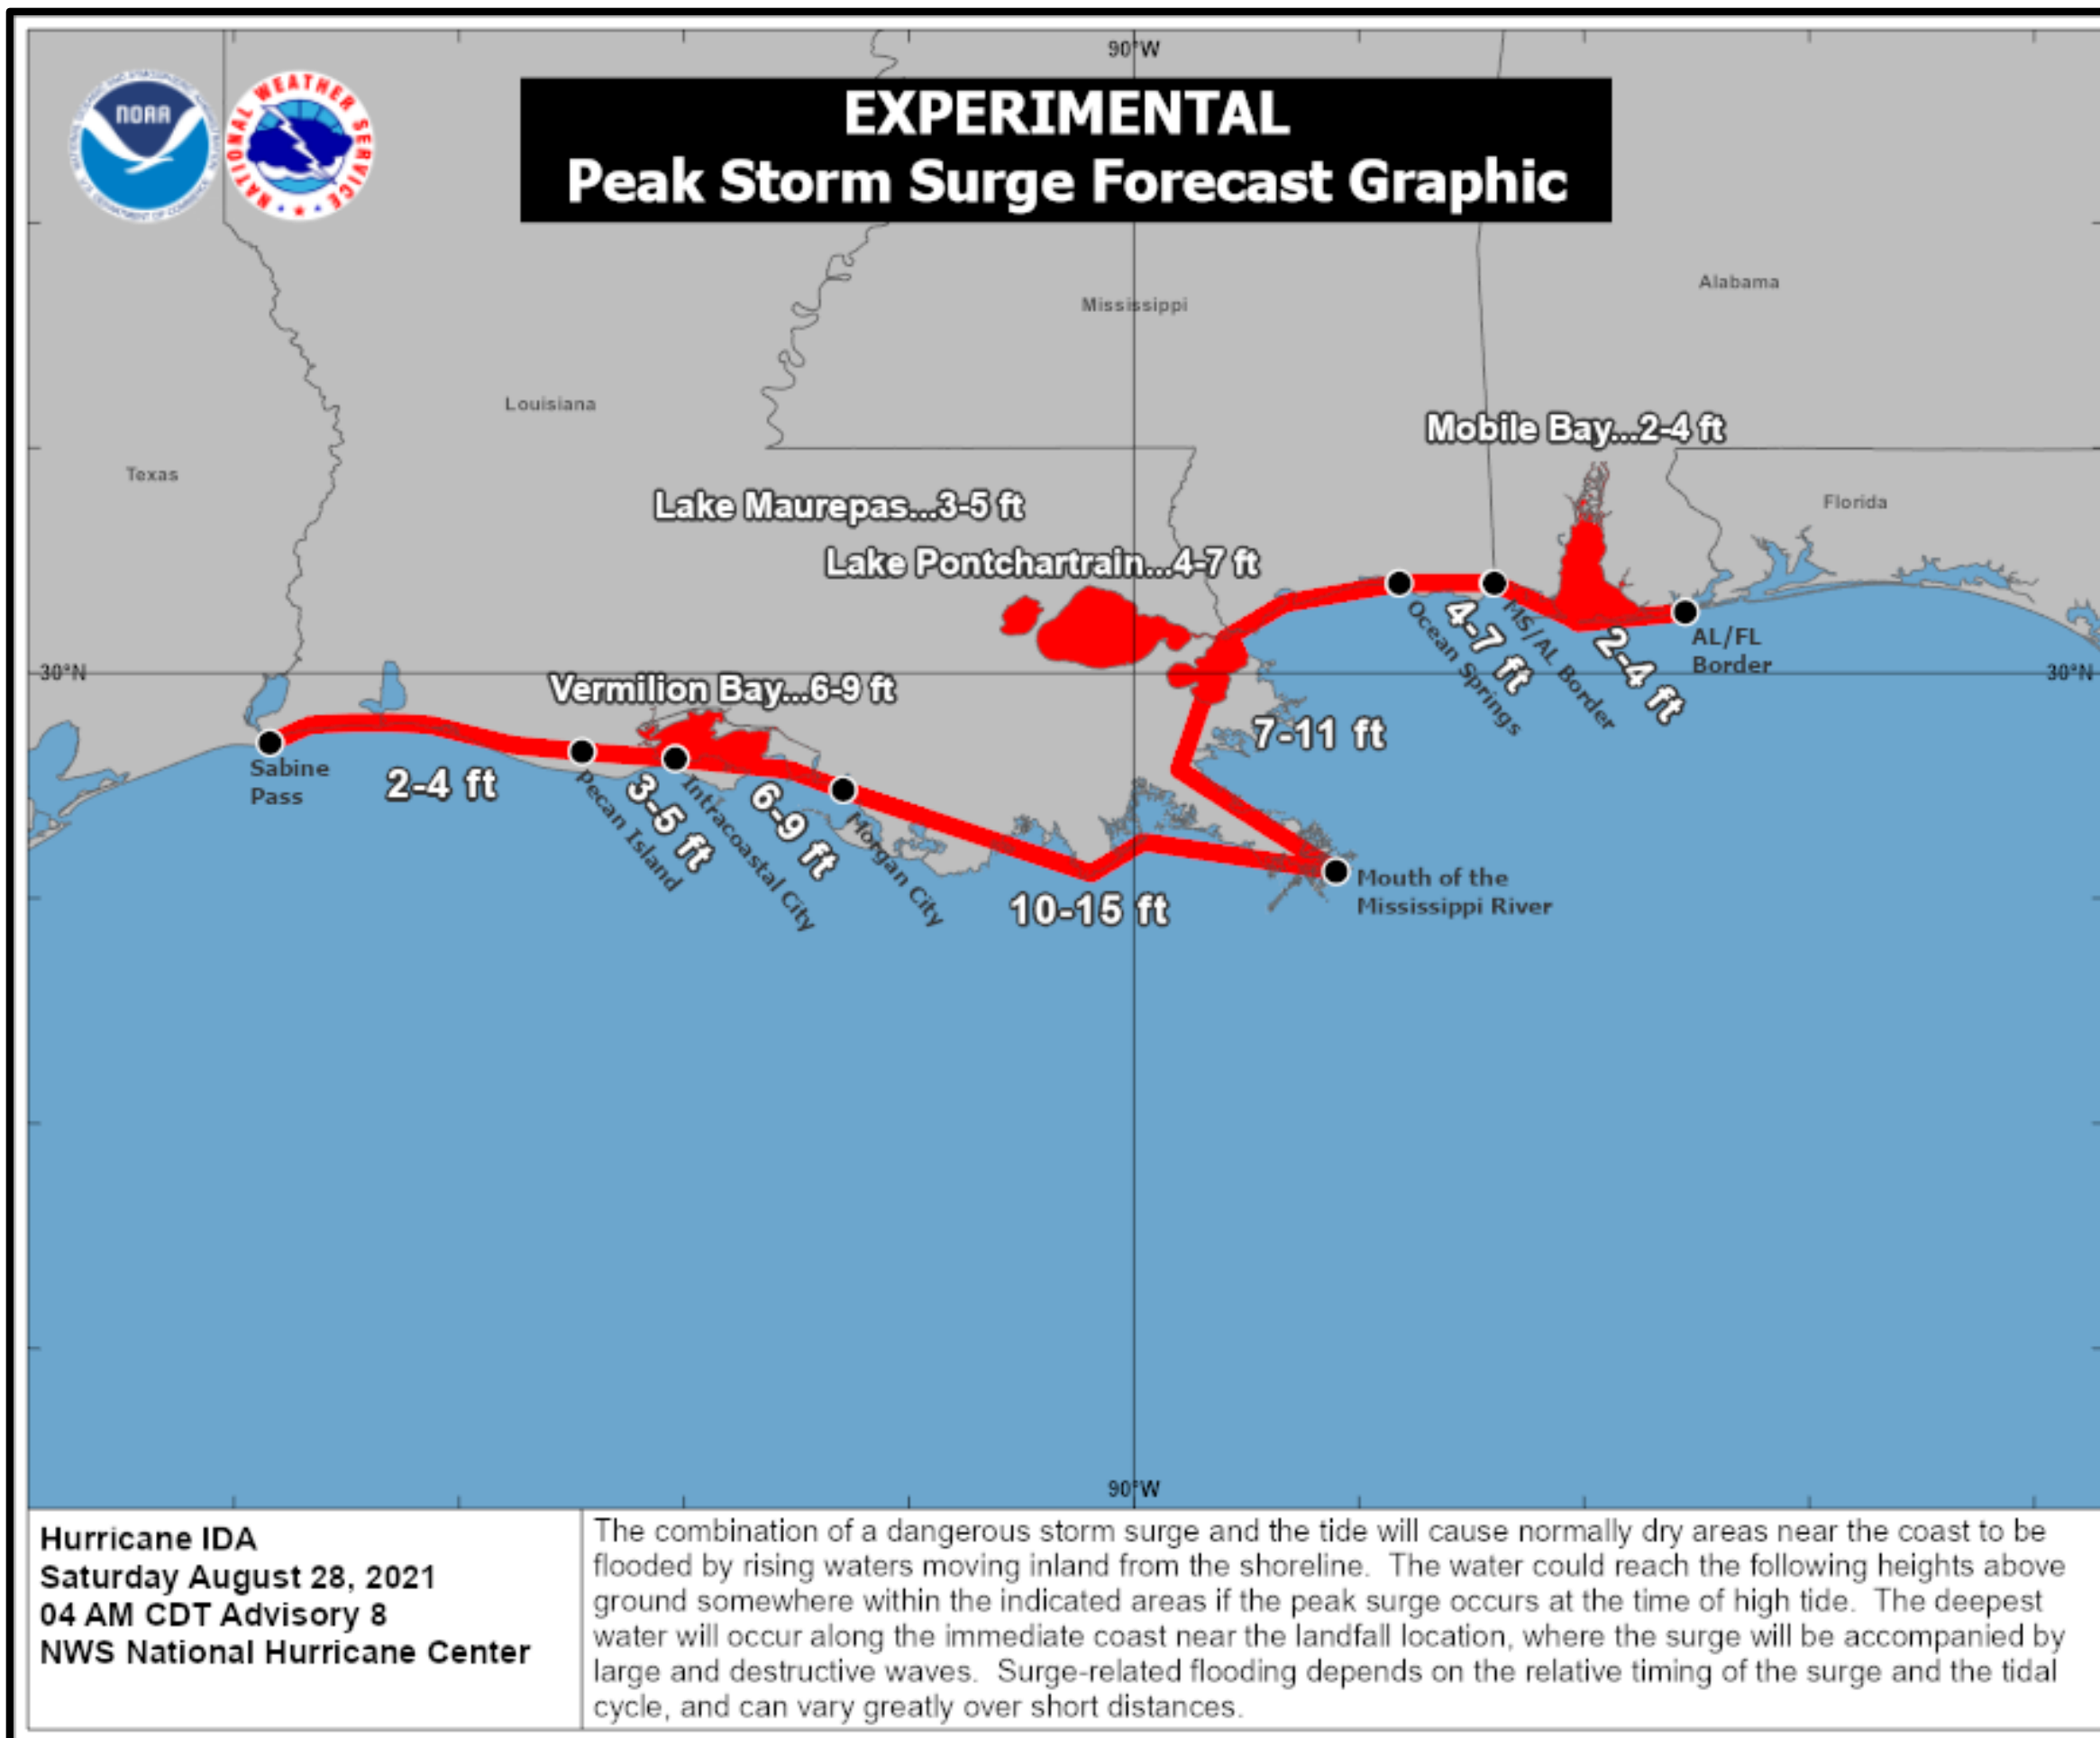 90°W
NOAA
NATIONAL WEATHER SERVICE
EXPERIMENTAL
Peak Storm Surge Forecast Graphic
Mississippi
Alabama
Louisiana
Texas
Florida
Mobile Bay...2-4 ft
Lake Maurepas...3-5 ft
Lake Pontchartrain...4-7 ft
Vermilion Bay...6-9 ft
30°N
30°N
Sabine
Pass
2-4 ft
Pecan Island
3-5 ft
Intracoastal City
6-9 ft
Morgan City
10-15 ft
Mouth of the
Mississippi River
7-11 ft
Ocean Springs
4-7 ft
MS/AL Border
2-4 ft
AL/FL
Border
90°W
Hurricane IDA
Saturday August 28, 2021
04 AM CDT Advisory 8
NWS National Hurricane Center
The combination of a dangerous storm surge and the tide will cause normally dry areas near the coast to be
flooded by rising waters moving inland from the shoreline.  The water could reach the following heights above
ground somewhere within the indicated areas if the peak surge occurs at the time of high tide.  The deepest
water will occur along the immediate coast near the landfall location, where the surge will be accompanied by
large and destructive waves.  Surge-related flooding depends on the relative timing of the surge and the tidal
cycle, and can vary greatly over short distances.